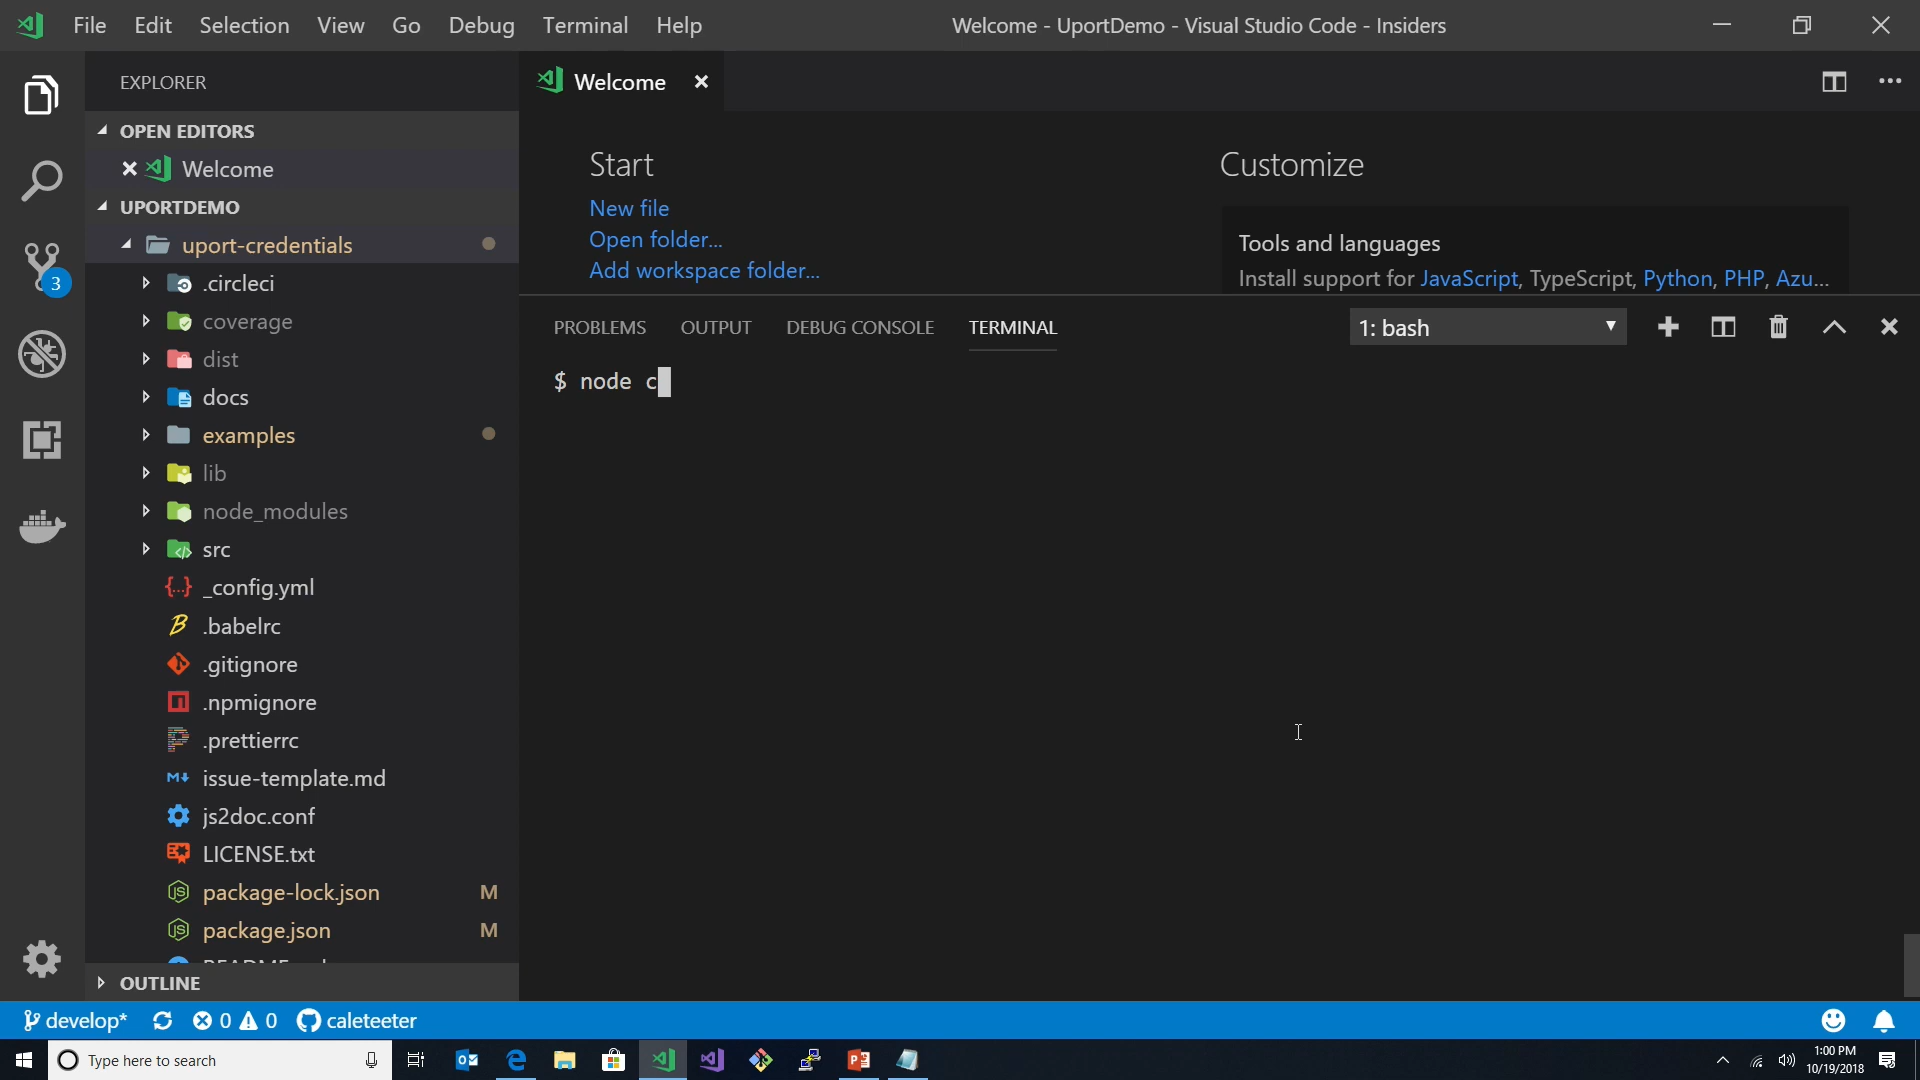 File Edit Selection View Go Debug Terminal Help
Welcome - UportDemo - Visual Studio Code - Insiders
EXPLORER
OPEN EDITORS
Welcome
UPORTDEMO
uport-credentials
.circleci
coverage
dist
docs
examples
lib
node_modules
src
_config.yml
.babelrc
.gitignore
.npmignore
.prettierrc
issue-template.md
js2doc.conf
LICENSE.txt
package-lock.json M
package.json M
OUTLINE
3
Welcome
Start
New file
Open folder...
Add workspace folder...
Customize
Tools and languages
Install support for JavaScript, TypeScript, Python, PHP, Azu...
PROBLEMS OUTPUT DEBUG CONSOLE TERMINAL
1: bash
$ node c
develop* 0 0 caleteeter
Type here to search
1:00 PM
10/19/2018